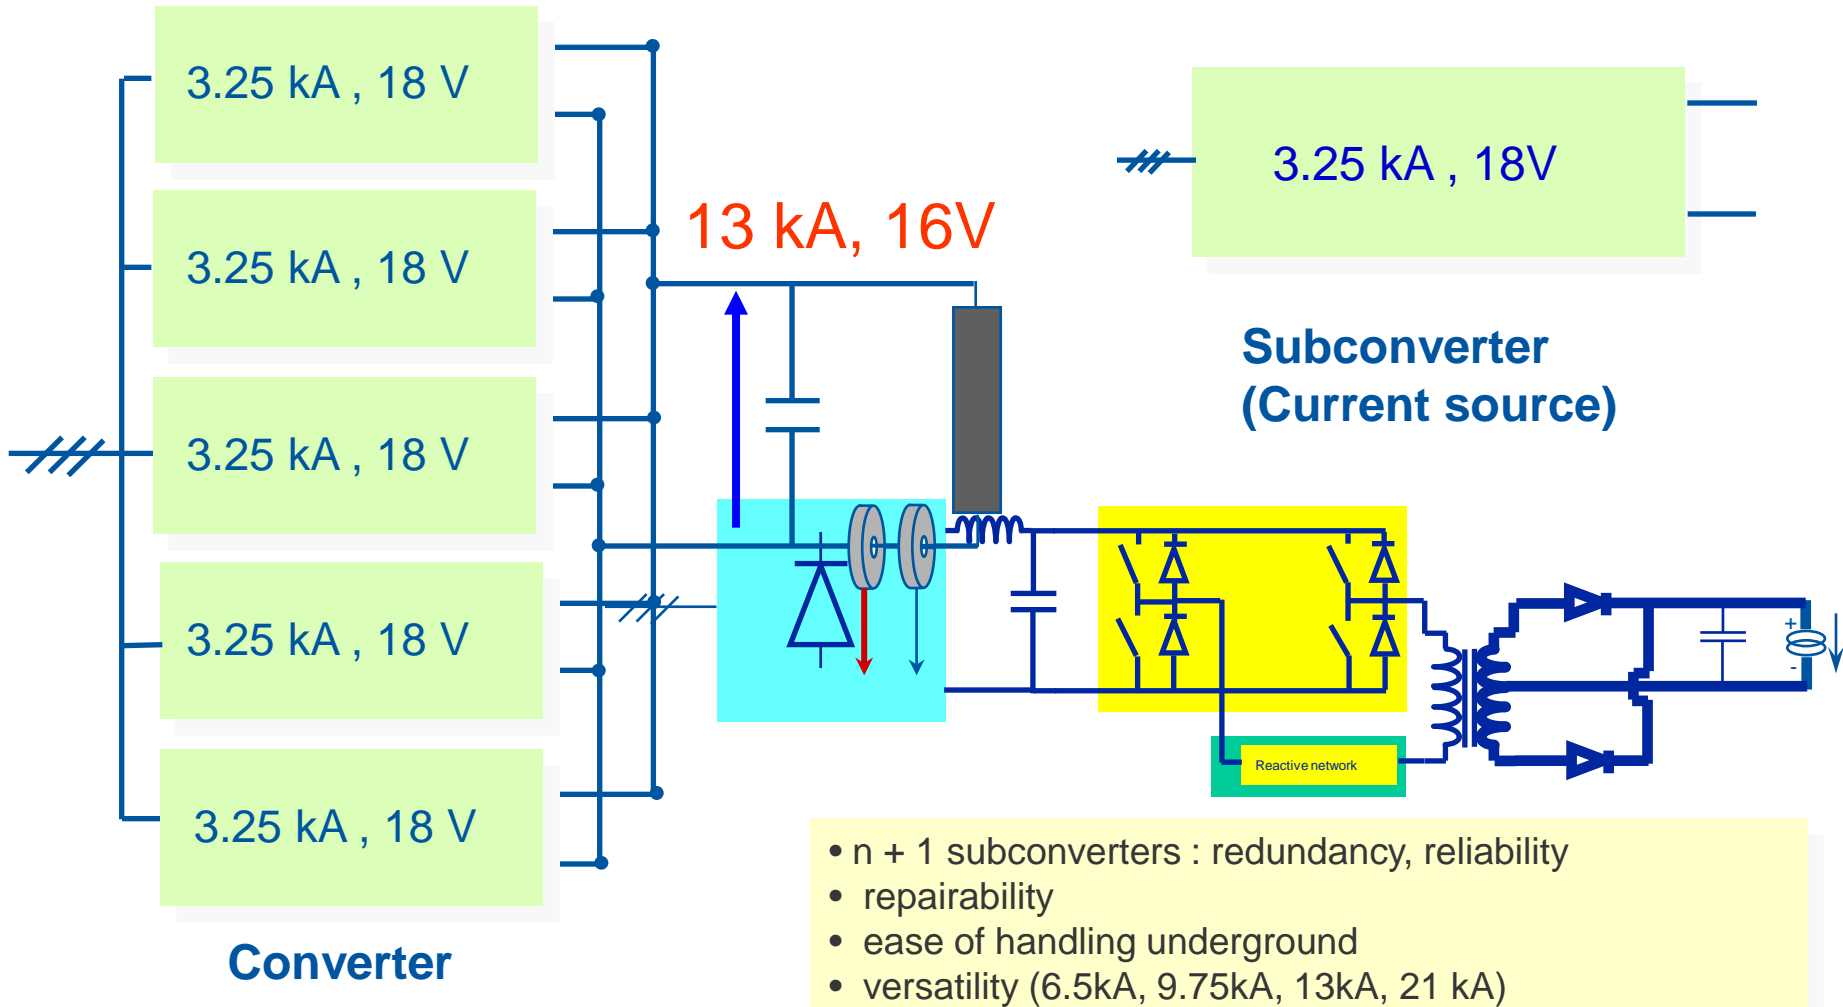 3.25 kA , 18 V
3.25 kA , 18 V
3.25 kA , 18 V
3.25 kA , 18 V
3.25 kA , 18 V
Converter
13 kA, 16V
3.25 kA , 18V
Subconverter
(Current source)
+
-
Reactive network
• n + 1 subconverters : redundancy, reliability
• repairability
• ease of handling underground
• versatility (6.5kA, 9.75kA, 13kA, 21 kA)